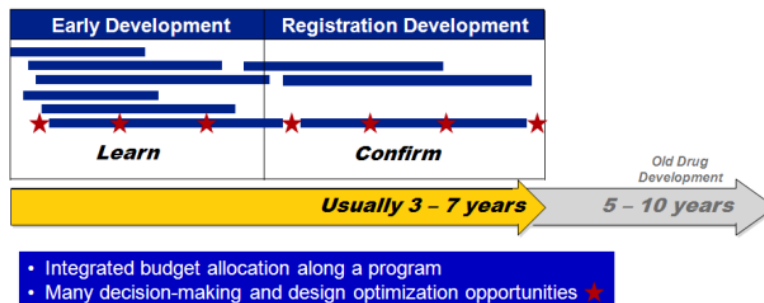 Early Development Registration Development
Learn Confirm
Old Drug
Development
Usually 3 – 7 years 5 – 10 years
• Integrated budget allocation along a program
• Many decision-making and design optimization opportunities